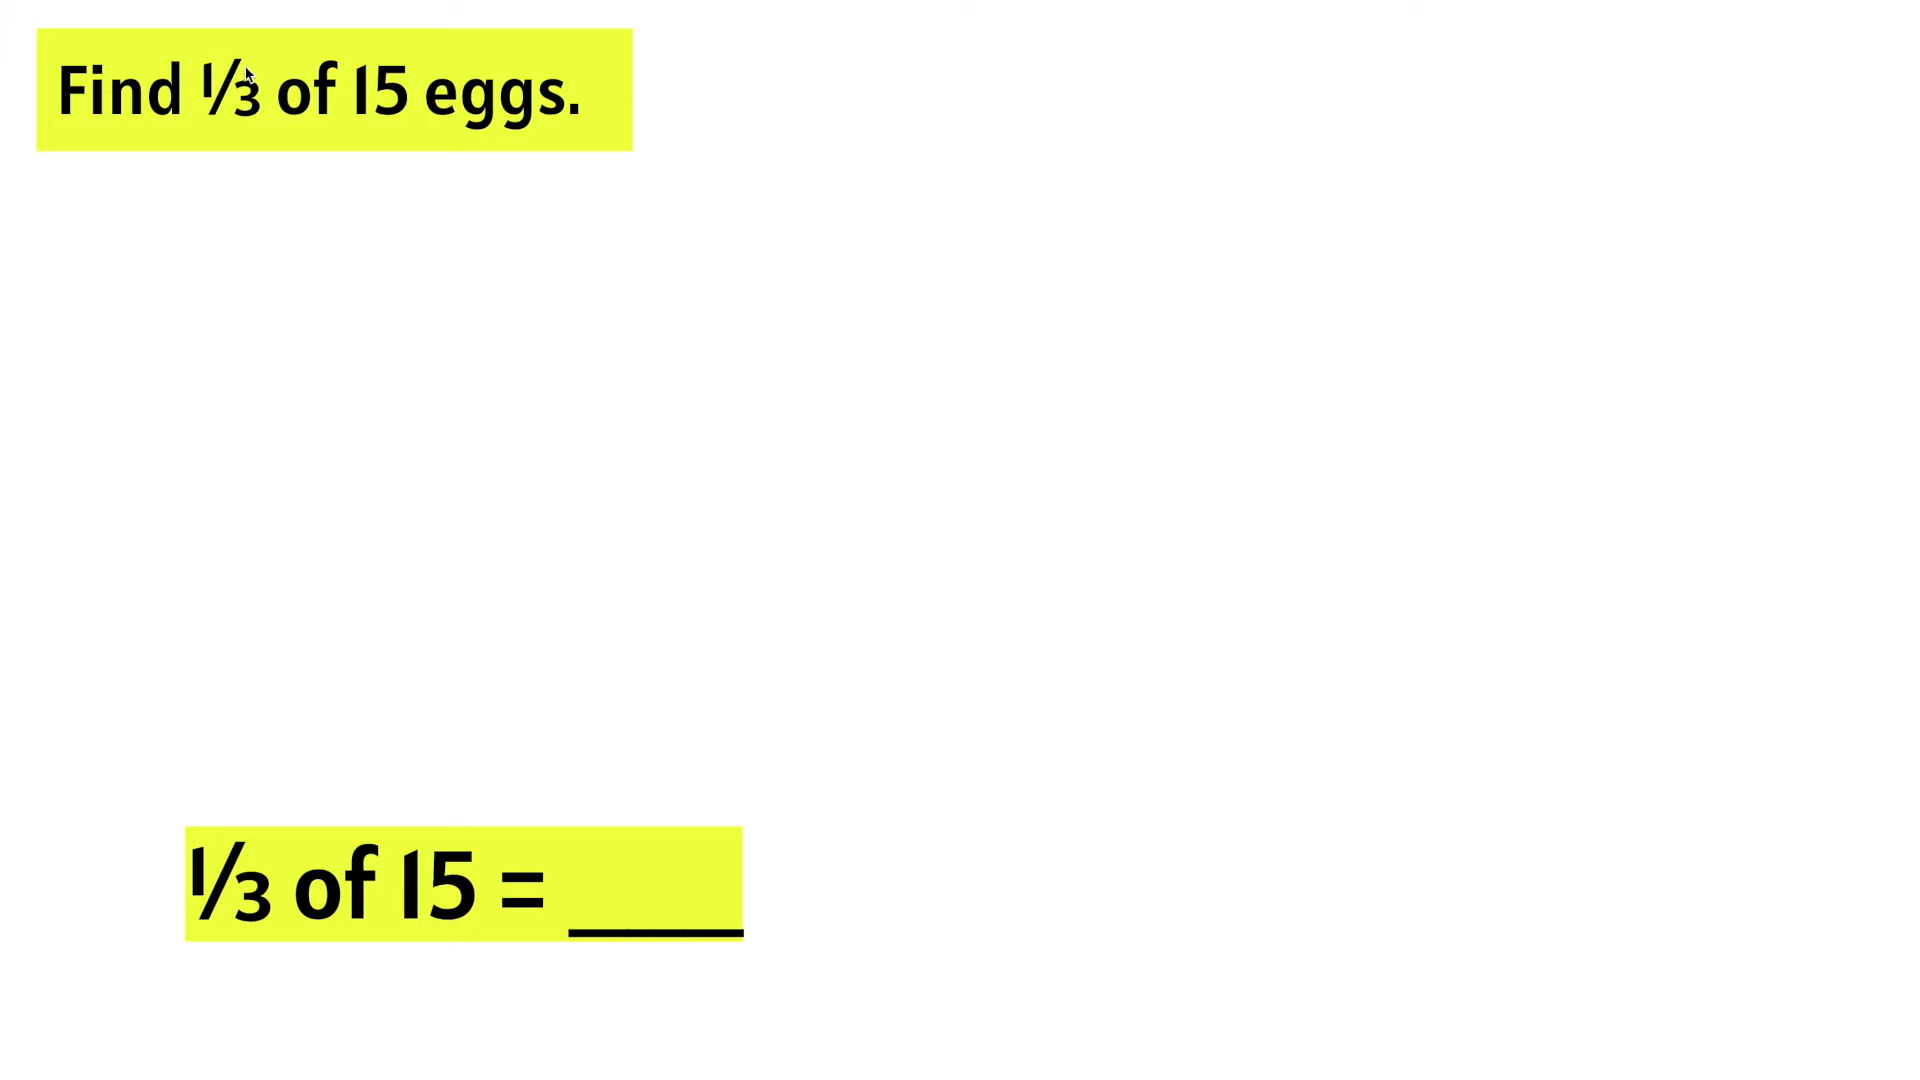 Find ⅓ of 15 eggs.
⅓ of 15 = ____